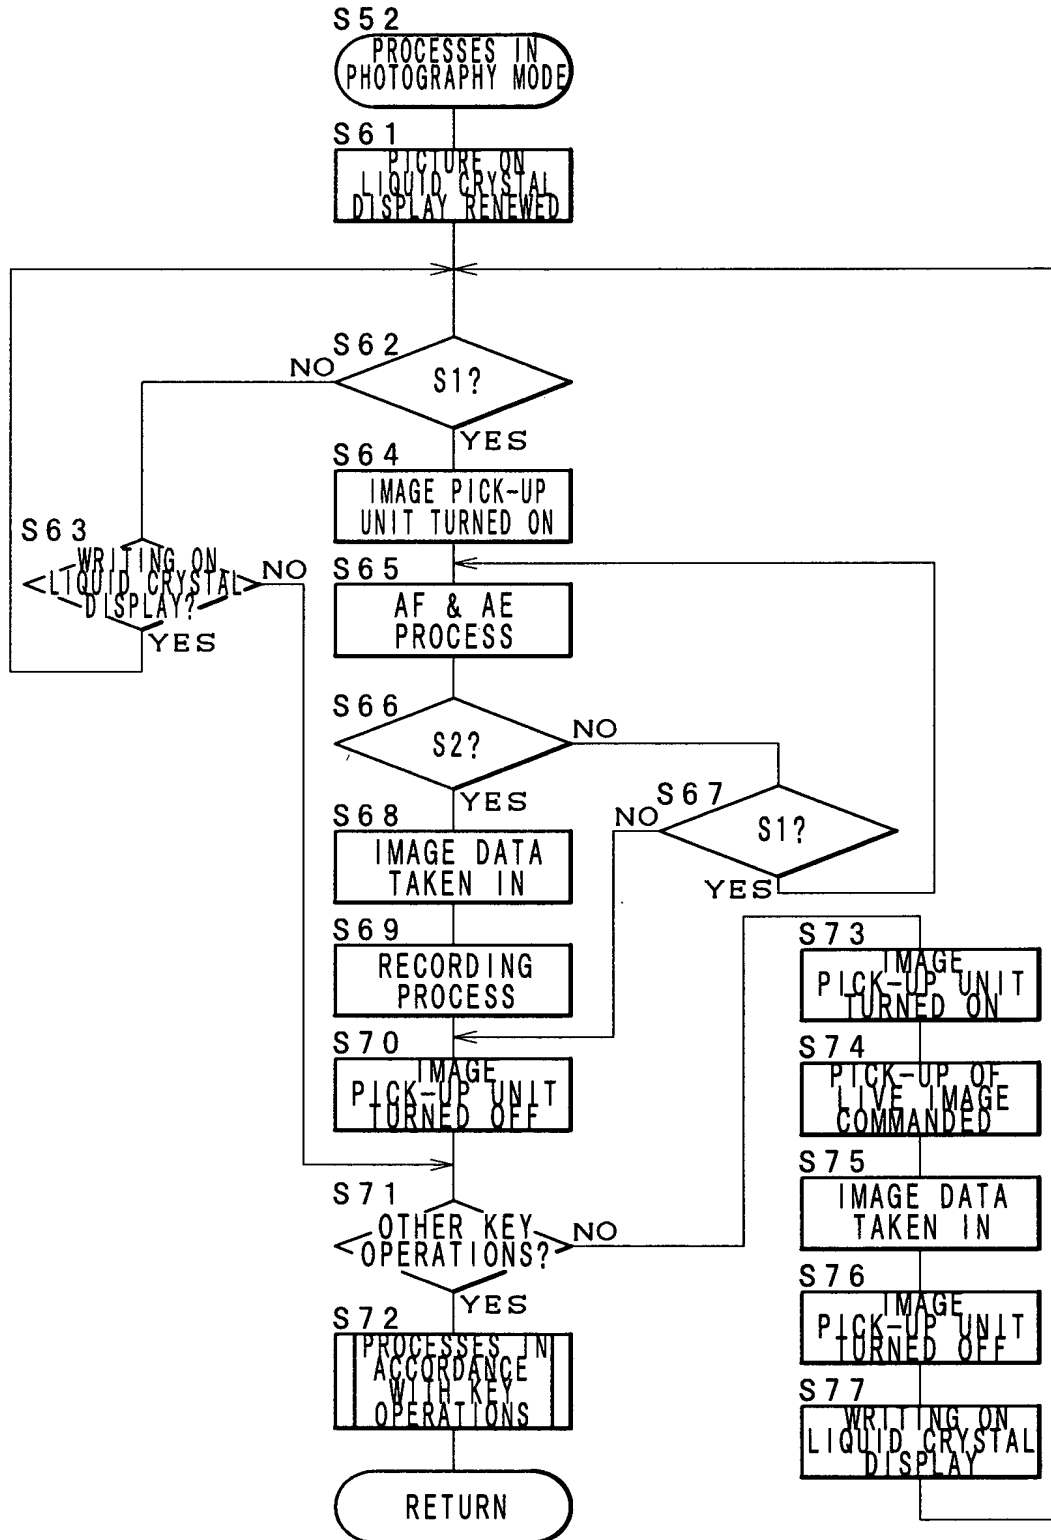 S52
PROCESSES IN
PHOTOGRAPHY MODE
S61
PICTURE ON
LIQUID CRYSTAL
DISPLAY RENEWED
S62
NO
S1?
YES
S64
IMAGE PICK-UP
UNIT TURNED ON
S63
WRITING ON
LIQUID CRYSTAL
DISPLAY?
NO
YES
S65
AF & AE
PROCESS
S66
S2?
NO
YES
S67
NO
S1?
YES
S68
IMAGE DATA
TAKEN IN
S69
RECORDING
PROCESS
S70
IMAGE
PICK-UP UNIT
TURNED OFF
S71
OTHER KEY
OPERATIONS?
NO
YES
S72
PROCESSES IN
ACCORDANCE
WITH KEY
OPERATIONS
RETURN
S73
IMAGE
PICK-UP UNIT
TURNED ON
S74
PICK-UP OF
LIVE IMAGE
COMMANDED
S75
IMAGE DATA
TAKEN IN
S76
IMAGE
PICK-UP UNIT
TURNED OFF
S77
WRITING ON
LIQUID CRYSTAL
DISPLAY